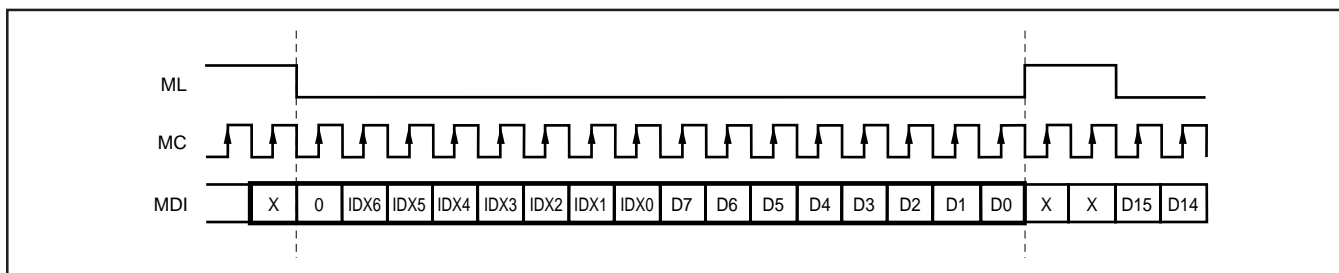 ML
MC
MDI X 0 IDX6 IDX5 IDX4 IDX3 IDX2 IDX1 IDX0 D7 D6 D5 D4 D3 D2 D1 D0 X X D15 D14